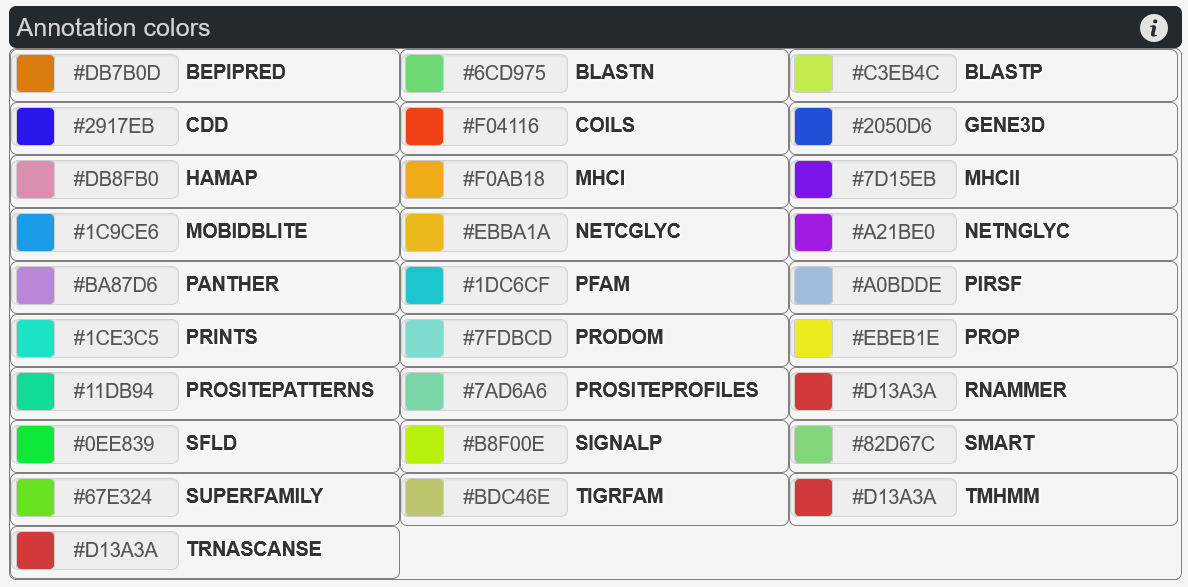 Annotation colors i
#DB7B0D BEPIPRED #6CD975 BLASTN #C3EB4C BLASTP
#2917EB CDD #F04116 COILS #2050D6 GENE3D
#DB8FB0 HAMAP #F0AB18 MHCI #7D15EB MHCII
#1C9CE6 MOBIDBLITE #EBBA1A NETCGLYC #A21BE0 NETNGLYC
#BA87D6 PANTHER #1DC6CF PFAM #A0BDDE PIRSF
#1CE3C5 PRINTS #7FDBCD PRODOM #EBEB1E PROP
#11DB94 PROSITEPATTERNS #7AD6A6 PROSITEPROFILES #D13A3A RNAMMER
#0EE839 SFLD #B8F00E SIGNALP #82D67C SMART
#67E324 SUPERFAMILY #BDC46E TIGRFAM #D13A3A TMHMM
#D13A3A TRNASCANSE